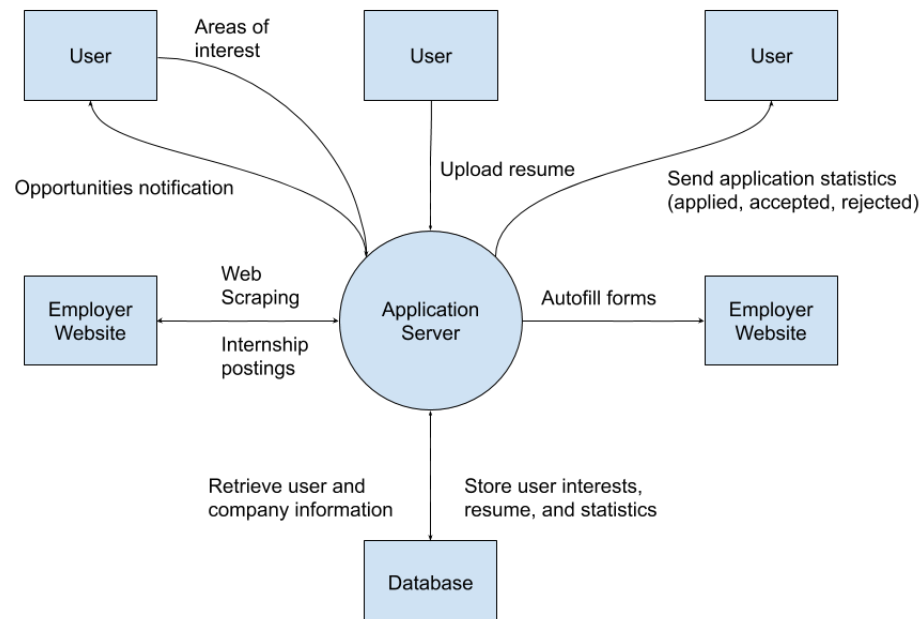 User
Areas of
interest
User
User
Opportunities notification
Upload resume
Send application statistics
(applied, accepted, rejected)
Employer
Website
Web
Scraping
Internship
postings
Application
Server
Autofill forms
Employer
Website
Retrieve user and
company information
Store user interests,
resume, and statistics
Database